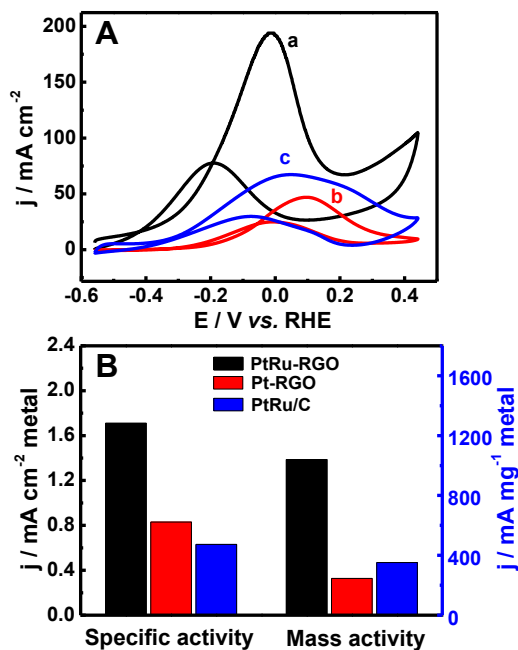 A
a
c
b
200
150
100
50
0
j / mA cm⁻²
-0.6 -0.4 -0.2 0.0 0.2 0.4
E / V vs. RHE
B
PtRu-RGO
Pt-RGO
PtRu/C
2.4
2.0
1.6
1.2
0.8
0.4
0.0
j / mA cm⁻² metal
1600
1200
800
400
0
j / mA mg⁻¹ metal
Specific activity Mass activity